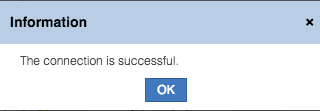 Information ×
The connection is successful.
OK